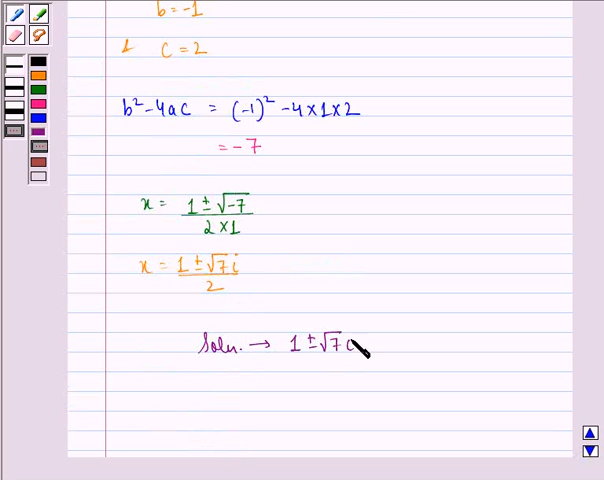 b = -1
& c = 2
b² - 4ac = (-1)² - 4 × 1 × 2
= -7
x = (1 ± √-7) / (2 × 1)
x = (1 ± √7 i) / 2
Soln. → 1 ± √7